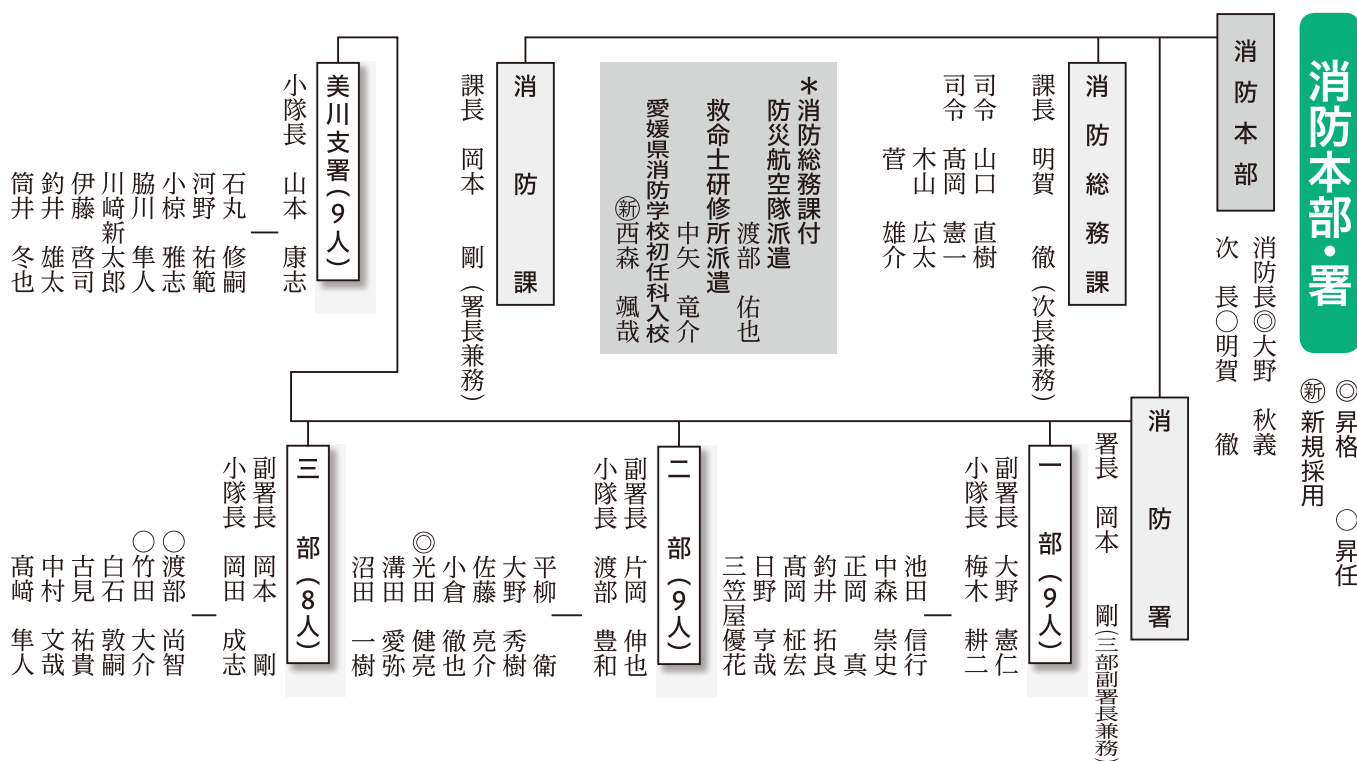 消防本部・署
◎昇格　○昇任
㊟新規採用
消防本部
消防長◎大野　秋義
次　長○明賀　徹
消防総務課
課長　明賀　徹（次長兼務）
司令　山口　直樹
司令　髙岡　憲一
木山　広太
菅　雄介
＊消防総務課付
防災航空隊派遣
渡部　佑也
救命士研修所派遣
中矢　竜介
愛媛県消防学校初任科入校
㊟西森　颯哉
消防課
課長　岡本　剛（署長兼務）
消防署
署長　岡本　剛（三部副署長兼務）
一部（9人）
副署長　大野　憲仁
小隊長　梅木　耕二
池田　信行
中森　崇史
正岡　真
釣井　拓良
髙岡　柾宏
日野　亨哉
三笠屋優花
二部（9人）
副署長　片岡　伸也
小隊長　渡部　豊和
平柳　衛
大野　秀樹
佐藤　亮介
小倉　徹也
◎光田　健亮
溝田　愛弥
沼田　一樹
三部（8人）
副署長　岡本　剛
小隊長　岡田　成志
○渡部　尚智
○竹田　大介
白石　敦嗣
古見　祐貴
中村　文哉
髙﨑　隼人
美川支署（9人）
小隊長　山本　康志
石丸　修嗣
河野　祐範
小椋　雅志
脇川　隼人
川﨑新太郎
伊藤　啓司
釣井　雄太
筒井　冬也